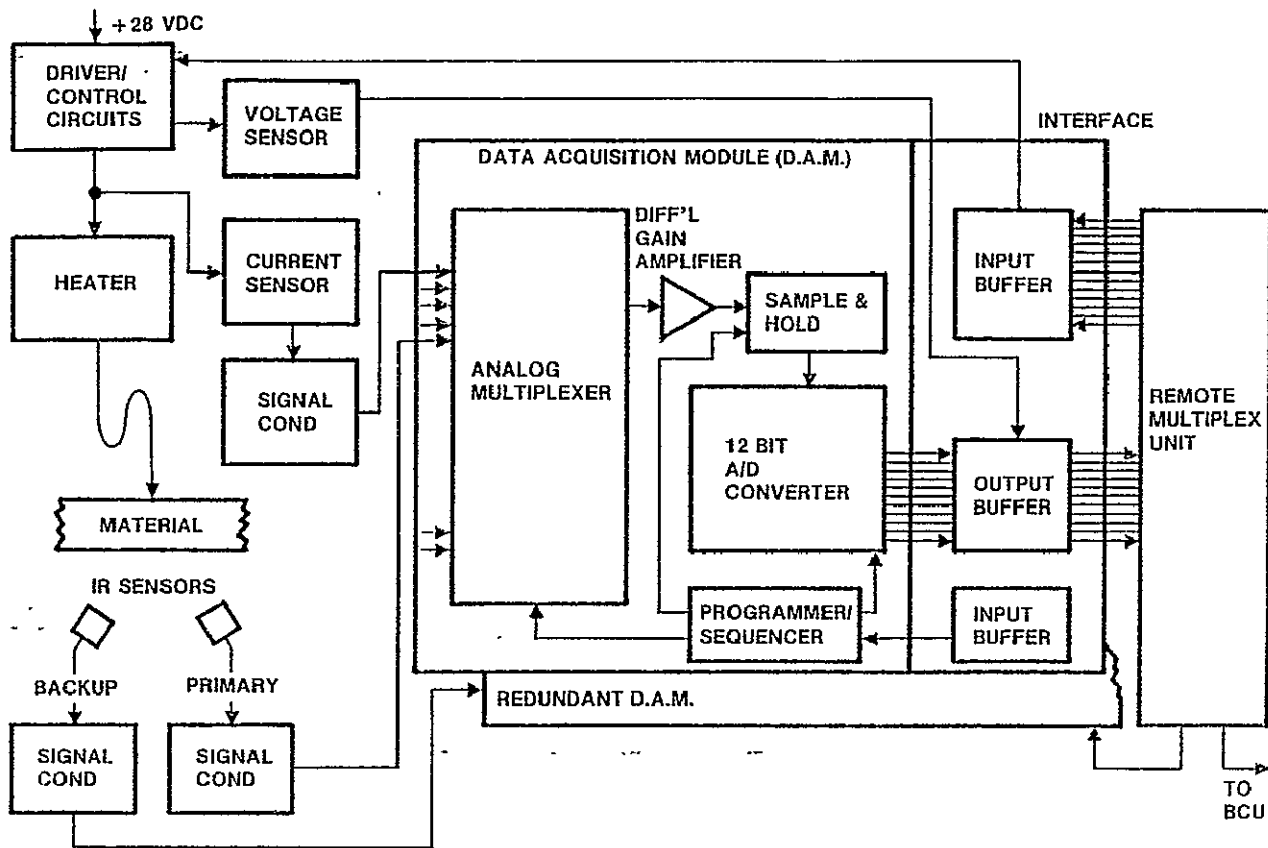 +28 VDC
DRIVER/
CONTROL
CIRCUITS
VOLTAGE
SENSOR
INTERFACE
DATA ACQUISITION MODULE (D.A.M.)
HEATER
CURRENT
SENSOR
SIGNAL
COND
ANALOG
MULTIPLEXER
DIFF'L
GAIN
AMPLIFIER
SAMPLE &
HOLD
12 BIT
A/D
CONVERTER
INPUT
BUFFER
OUTPUT
BUFFER
REMOTE
MULTIPLEX
UNIT
MATERIAL
IR SENSORS
BACKUP
PRIMARY
PROGRAMMER/
SEQUENCER
INPUT
BUFFER
REDUNDANT D.A.M.
SIGNAL
COND
SIGNAL
COND
TO
BCU